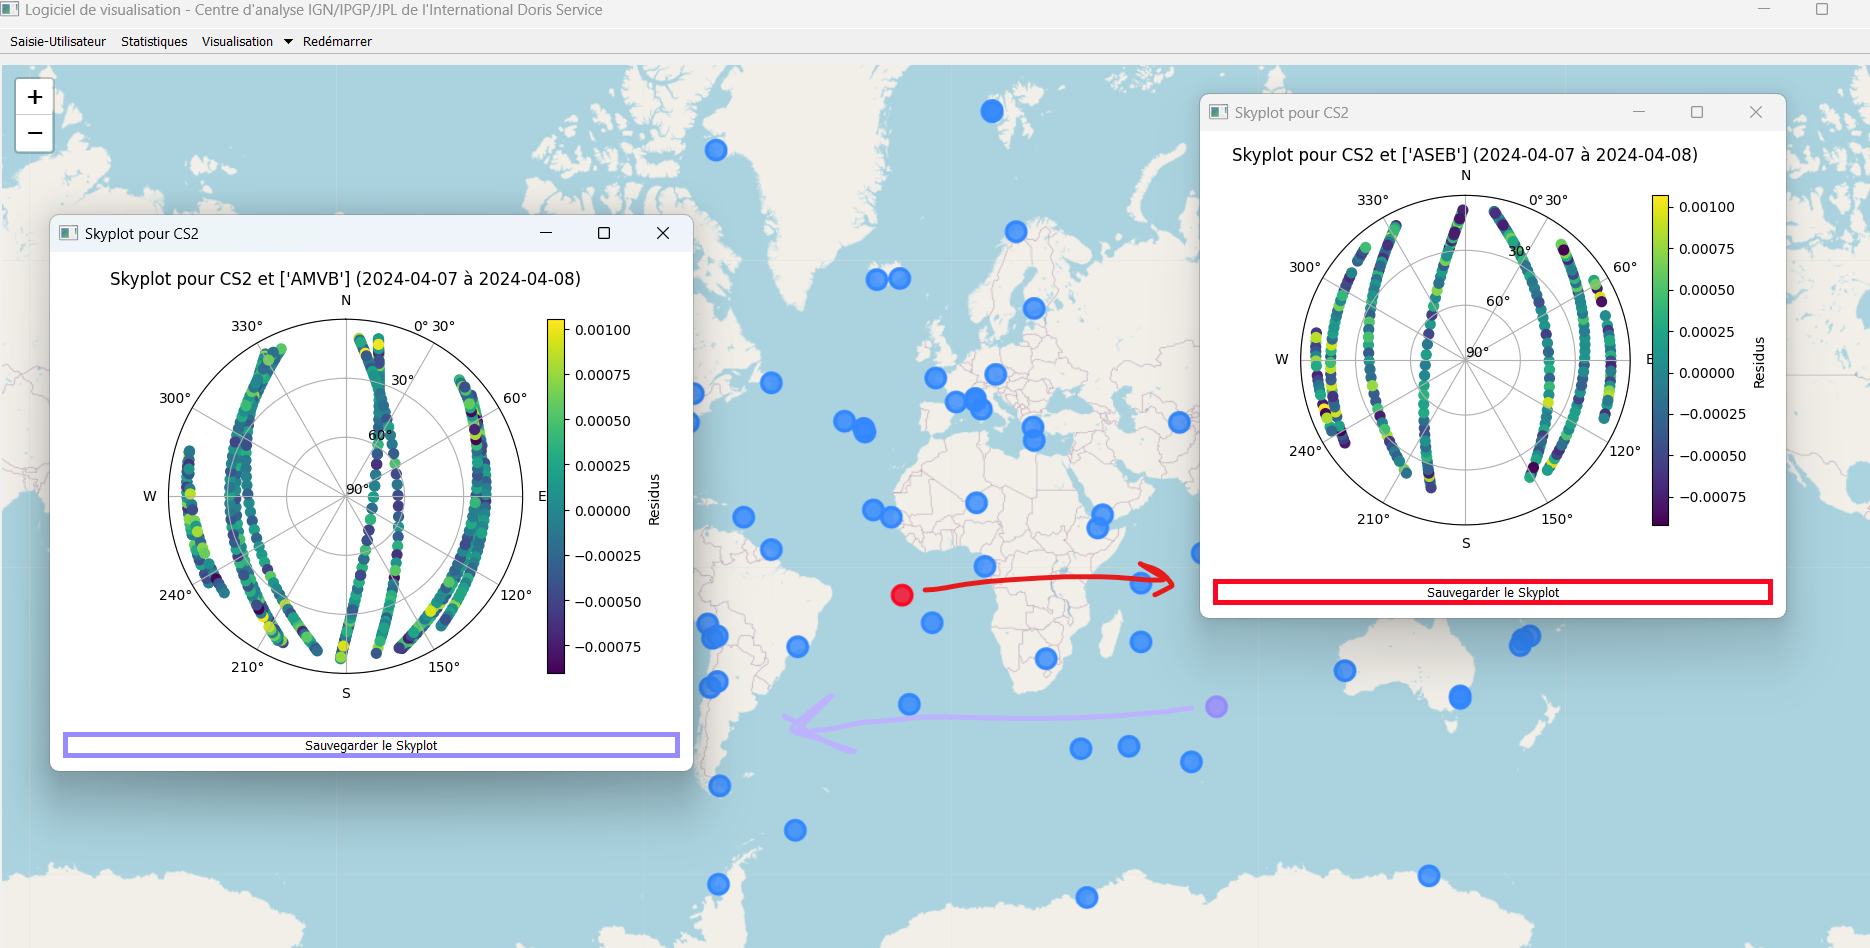 Logiciel de visualisation - Centre d'analyse IGN/IPGP/JPL de l'International Doris Service
Saisie-Utilisateur Statistiques Visualisation Redémarrer
+
−
Skyplot pour CS2
Skyplot pour CS2 et ['AMVB'] (2024-04-07 à 2024-04-08)
N
330° 0° 30°
300° 30° 60°
60°
W 90° E
240° 120°
210° 150°
S
0.00100
0.00075
0.00050
0.00025
0.00000
−0.00025
−0.00050
−0.00075
Residus
Sauvegarder le Skyplot
Skyplot pour CS2
Skyplot pour CS2 et ['ASEB'] (2024-04-07 à 2024-04-08)
N
330° 0° 30°
30°
300° 60°
60°
W 90° E
240° 120°
210° 150°
S
0.00100
0.00075
0.00050
0.00025
0.00000
−0.00025
−0.00050
−0.00075
Residus
Sauvegarder le Skyplot